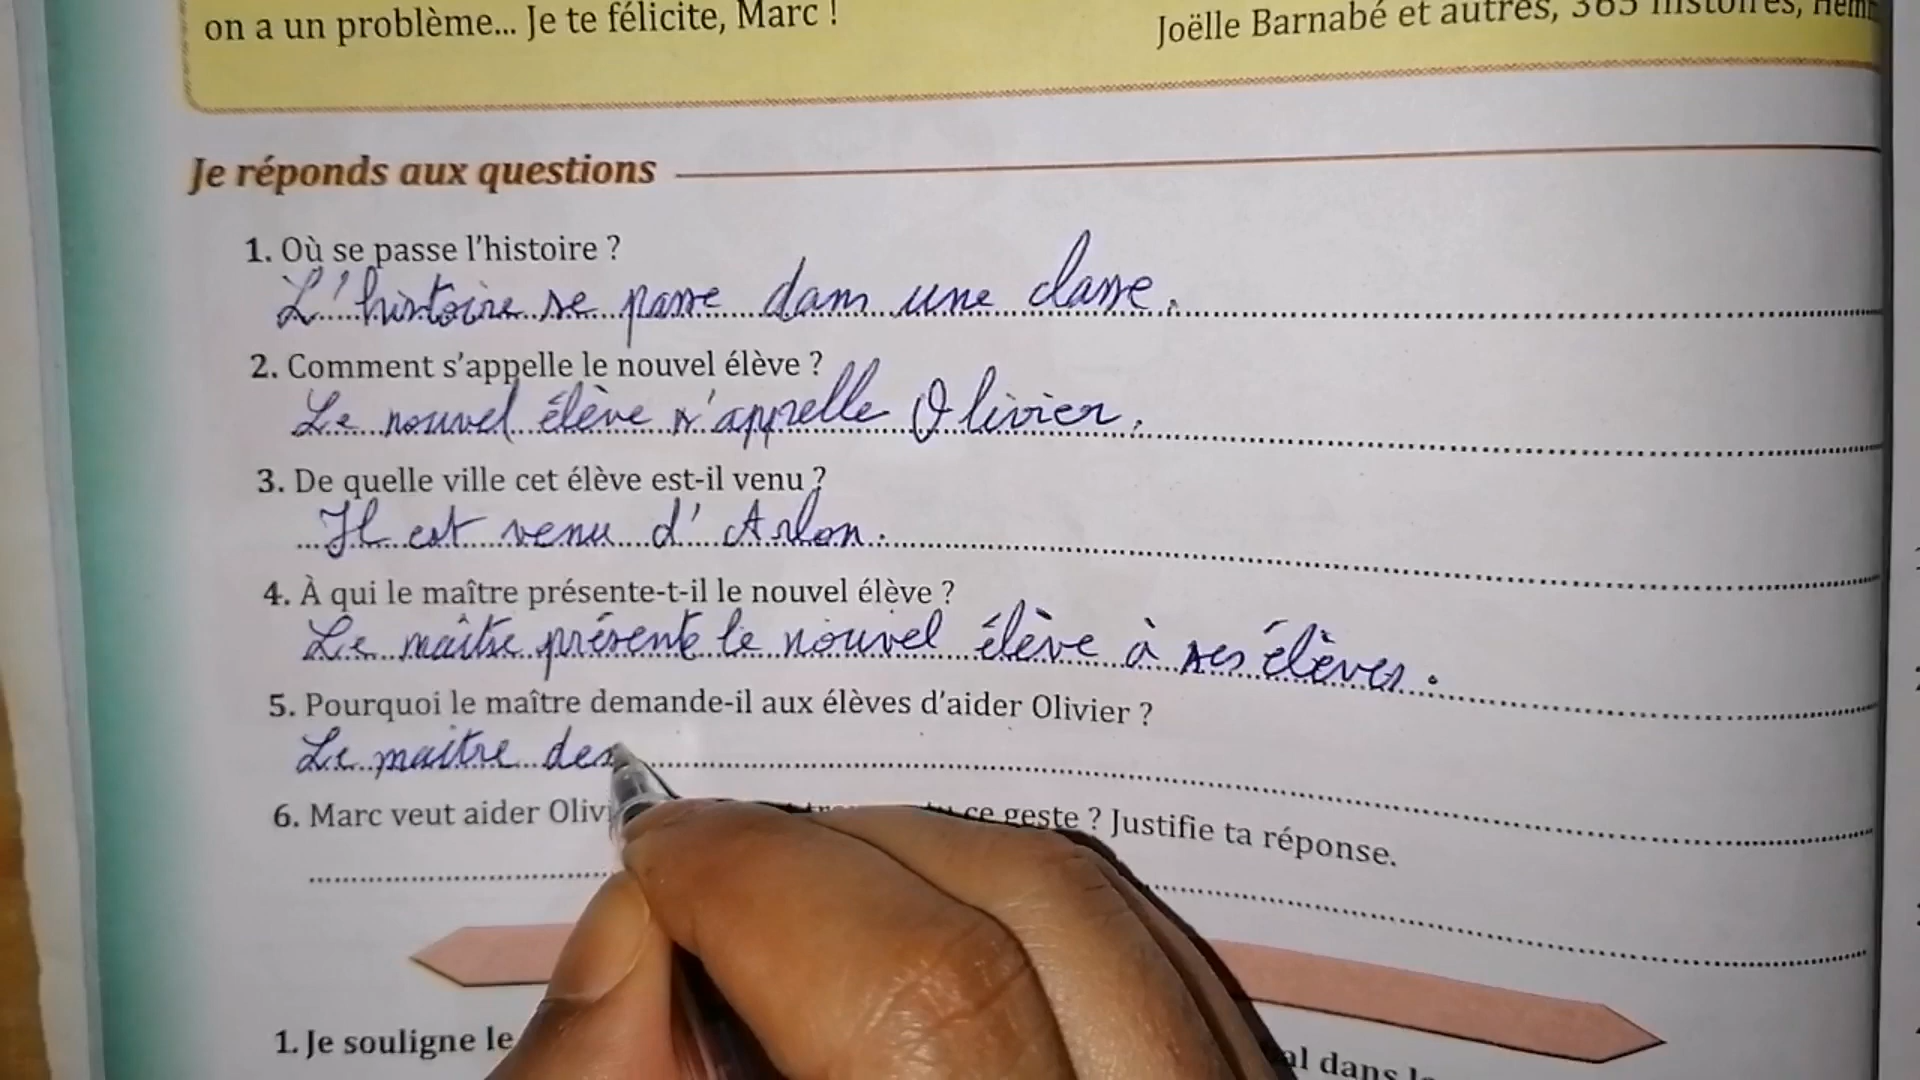 on a un problème... Je te félicite, Marc !
Joëlle Barnabé et autres, 365 histoires,
Je réponds aux questions
1. Où se passe l'histoire ?
L'histoire se passe dans une classe.
2. Comment s'appelle le nouvel élève ?
Le nouvel élève s'appelle Olivier.
3. De quelle ville cet élève est-il venu ?
Il est venu d'Arlon.
4. À qui le maître présente-t-il le nouvel élève ?
Le maître présente le nouvel élève à ses élèves.
5. Pourquoi le maître demande-il aux élèves d'aider Olivier ?
Le maitre dem
6. Marc veut aider Olivi ce geste ? Justifie ta réponse.
1. Je souligne le dans